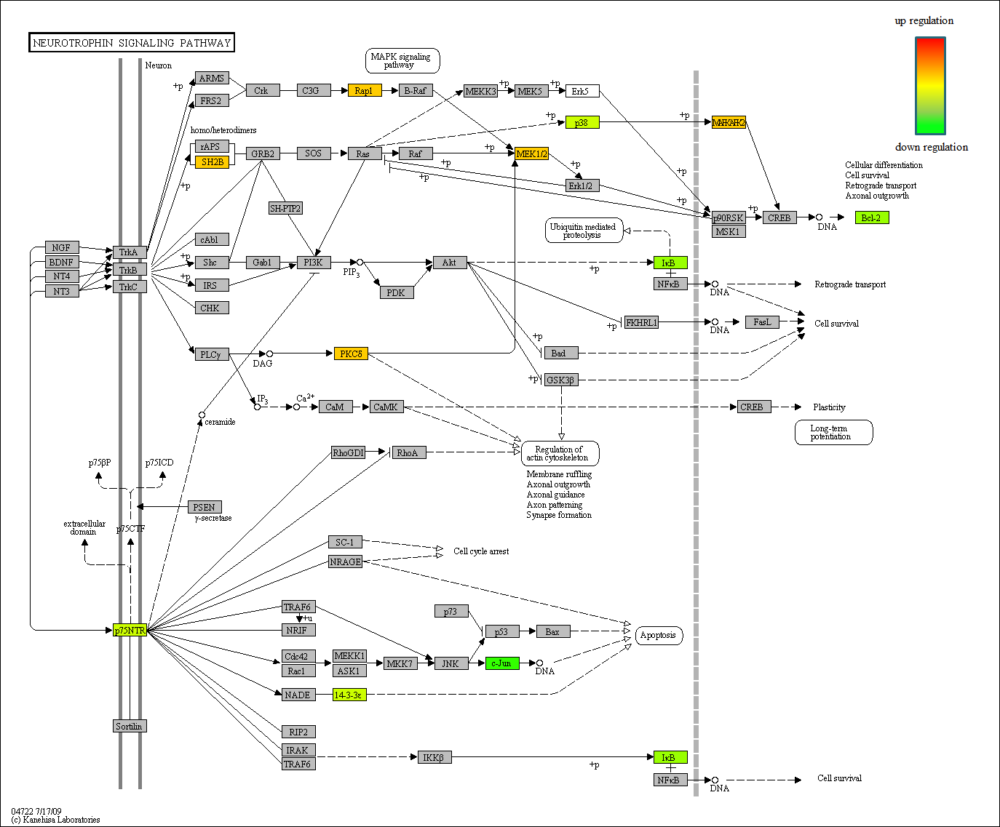 up regulation
down regulation
NEUROTROPHIN SIGNALING PATHWAY
Neuron
MAPK signaling
pathway
ARMS
FRS2
+p
Crk
C3G
Rap1
B-Raf
MEKK3
+p
MEK5
+p
Erk5
+p
p38
+p
MAPKAPK2
homo/heterodimers
rAPS
SH2B
+p
GRB2
SOS
Ras
Raf
+p
+p
+p
MEK1/2
+p
Erk1/2
+p
+p
Cellular differentiation
Cell survival
Retrograde transport
Axonal outgrowth
SH-PTP2
p90RSK
MSK1
+p
CREB
DNA
Bcl-2
Ubiquitin mediated
proteolysis
NGF
BDNF
NT4
NT3
TrkA
TrkB
TrkC
cAbl
+p
Shc
+p
IRS
CHK
Gab1
PI3K
PIP3
PDK
Akt
+p
IκB
NFκB
DNA
Retrograde transport
+p
FKHRL1
DNA
FasL
Cell survival
PLCγ
DAG
PKCδ
+p
Bad
+p
GSK3β
IP3
Ca2+
CaM
CaMK
CREB
Plasticity
Long-term
potentiation
ceramide
RhoGDI
RhoA
Regulation of
actin cytoskeleton
Membrane ruffling
Axonal outgrowth
Axonal guidance
Axon patterning
Synapse formation
p75βP
p75ICD
PSEN
γ-secretase
extracellular
domain
p75CTF
SC-1
NRAGE
Cell cycle arrest
p75NTR
TRAF6
+u
NRIF
p73
p53
Bax
Apoptosis
Cdc42
Rac1
MEKK1
ASK1
MKK7
JNK
c-Jun
DNA
NADE
14-3-3ε
Sortilin
RIP2
IRAK
TRAF6
IKKβ
+p
IκB
NFκB
DNA
Cell survival
04722 7/17/09
(c) Kanehisa Laboratories